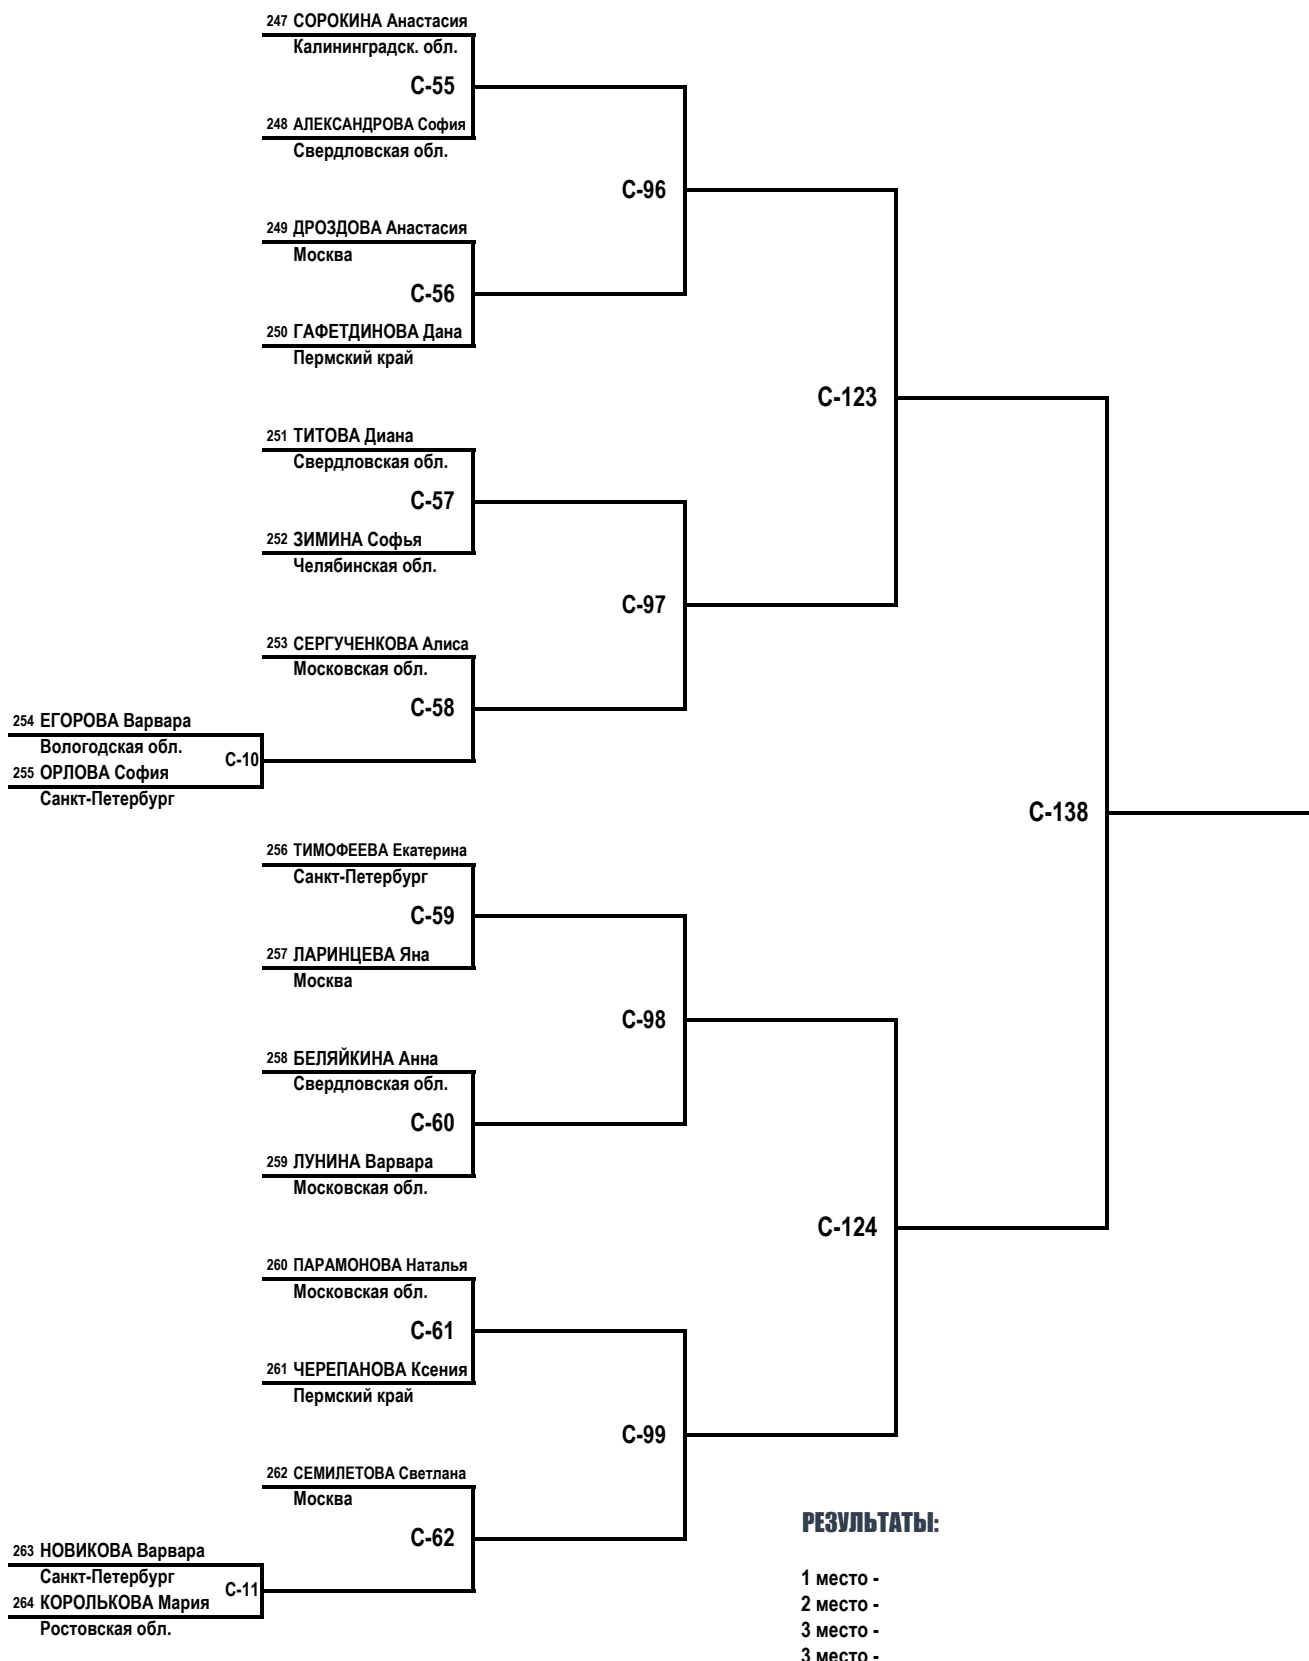 247 СОРОКИНА Анастасия
Калининградск. обл.
С-55
248 АЛЕКСАНДРОВА София
Свердловская обл.
С-96
249 ДРОЗДОВА Анастасия
Москва
С-56
250 ГАФЕТДИНОВА Дана
Пермский край
С-123
251 ТИТОВА Диана
Свердловская обл.
С-57
252 ЗИМИНА Софья
Челябинская обл.
С-97
253 СЕРГУЧЕНКОВА Алиса
Московская обл.
С-58
254 ЕГОРОВА Варвара
Вологодская обл.
С-10
255 ОРЛОВА София
Санкт-Петербург
С-138
256 ТИМОФЕЕВА Екатерина
Санкт-Петербург
С-59
257 ЛАРИНЦЕВА Яна
Москва
С-98
258 БЕЛЯЙКИНА Анна
Свердловская обл.
С-60
259 ЛУНИНА Варвара
Московская обл.
С-124
260 ПАРАМОНОВА Наталья
Московская обл.
С-61
261 ЧЕРЕПАНОВА Ксения
Пермский край
С-99
262 СЕМИЛЕТОВА Светлана
Москва
С-62
263 НОВИКОВА Варвара
Санкт-Петербург
С-11
264 КОРОЛЬКОВА Мария
Ростовская обл.
РЕЗУЛЬТАТЫ:
1 место -
2 место -
3 место -
3 место -